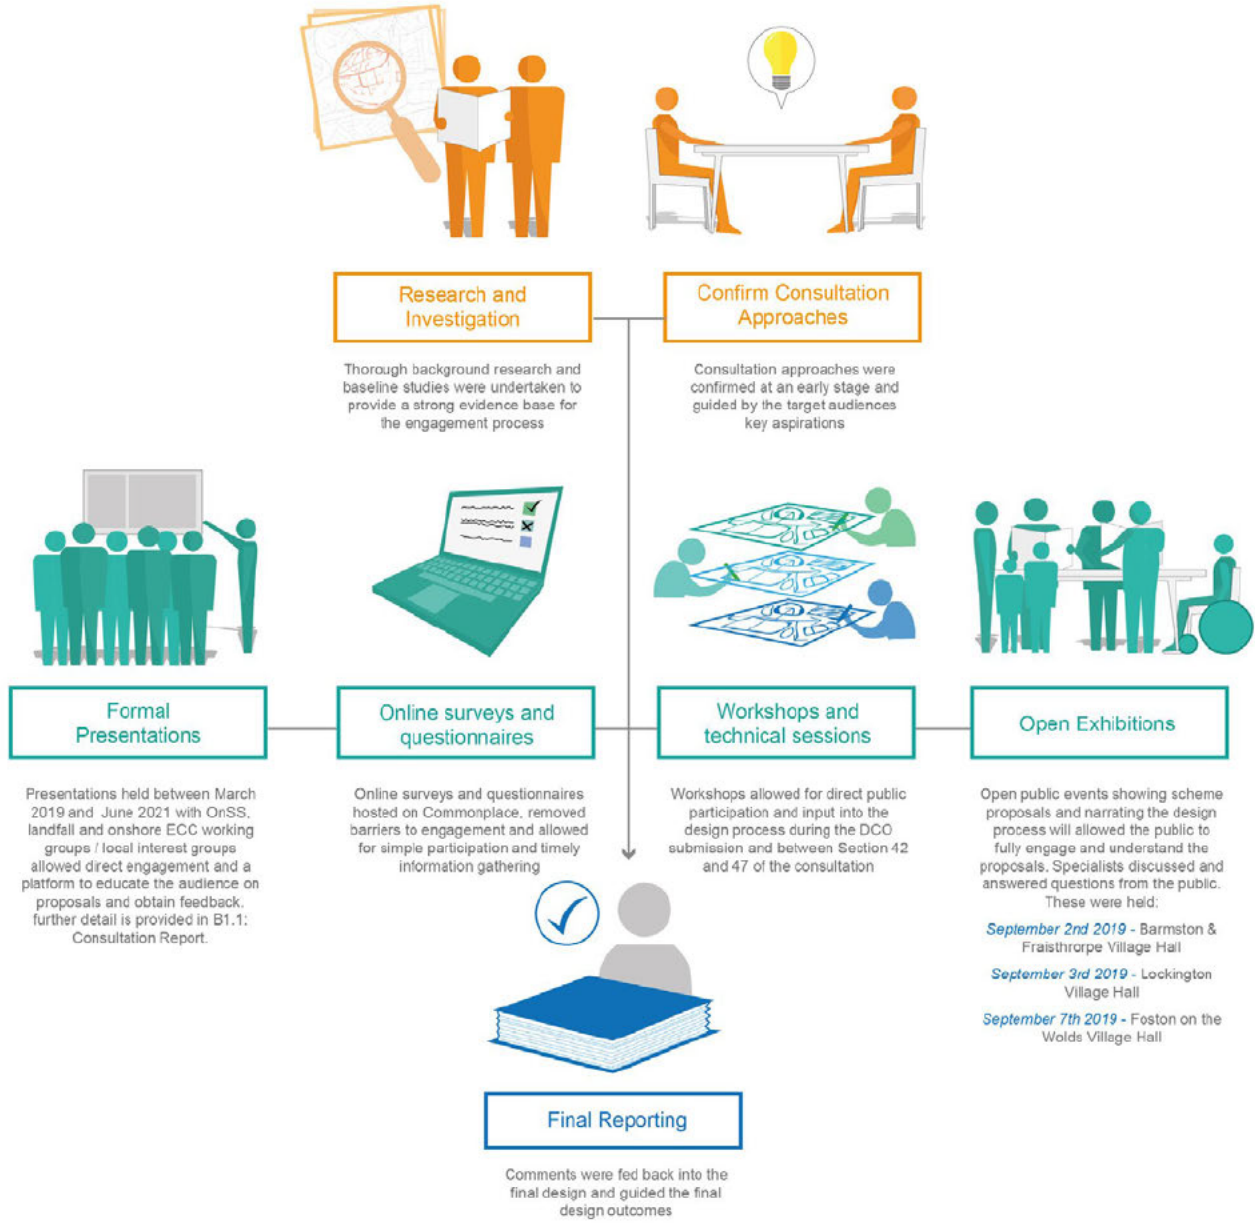 Research and
Investigation
Thorough background research and
baseline studies were undertaken to
provide a strong evidence base for
the engagement process
Confirm Consultation
Approaches
Consultation approaches were
confirmed at an early stage and
guided by the target audiences
key aspirations
Formal
Presentations
Presentations held between March
2019 and June 2021 with OnSS,
landfall and onshore ECC working
groups / local interest groups
allowed direct engagement and a
platform to educate the audience on
proposals and obtain feedback.
further detail is provided in B1.1:
Consultation Report.
Online surveys and
questionnaires
Online surveys and questionnaires
hosted on Commonplace, removed
barriers to engagement and allowed
for simple participation and timely
information gathering
Workshops and
technical sessions
Workshops allowed for direct public
participation and input into the
design process during the DCO
submission and between Section 42
and 47 of the consultation
Open Exhibitions
Open public events showing scheme
proposals and narrating the design
process will allowed the public to
fully engage and understand the
proposals. Specialists discussed and
answered questions from the public.
These were held:
September 2nd 2019 - Barmston &
Fraisthorpe Village Hall
September 3rd 2019 - Lockington
Village Hall
September 7th 2019 - Foston on the
Wolds Village Hall
Final Reporting
Comments were fed back into the
final design and guided the final
design outcomes